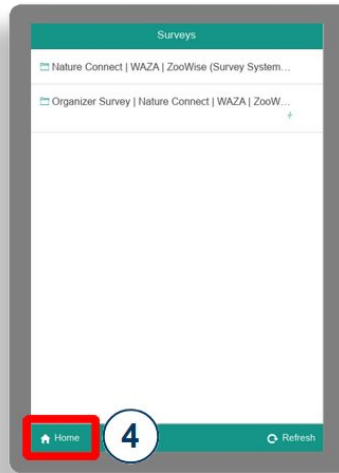 Surveys
Nature Connect | WAZA | ZooWise (Survey System...
Organizer Survey | Nature Connect | WAZA | ZooW...
Home
4
Refresh